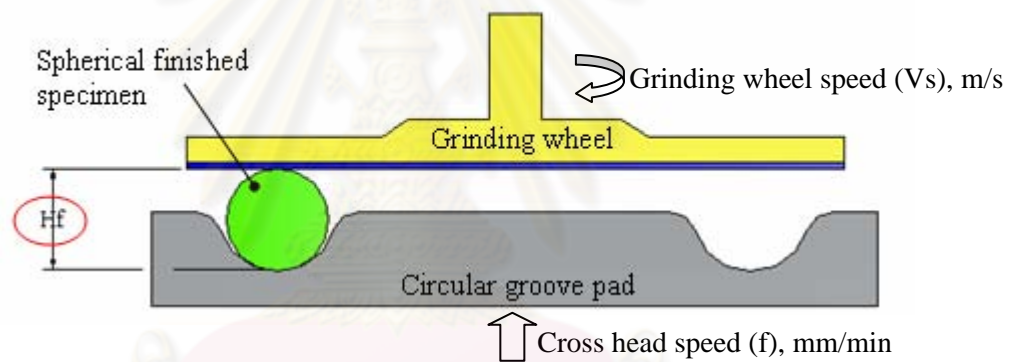 Spherical finished
specimen
Grinding wheel speed (Vs), m/s
Grinding wheel
Hf
Circular groove pad
Cross head speed (f), mm/min